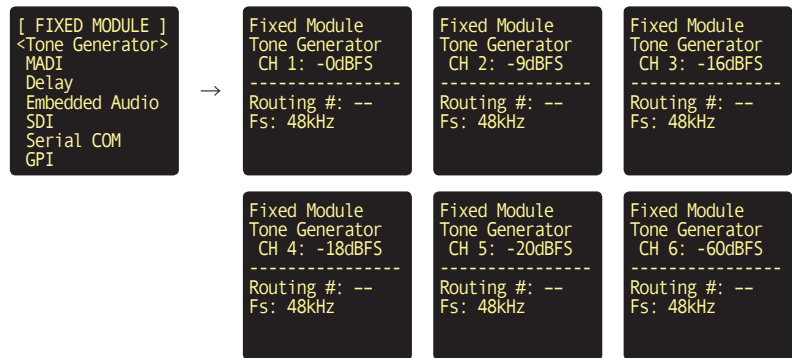 [ FIXED MODULE ]
<Tone Generator>
MADI
Delay
Embedded Audio
SDI
Serial COM
GPI
→
Fixed Module
Tone Generator
CH 1: -0dBFS
----------------
Routing #: --
Fs: 48kHz
Fixed Module
Tone Generator
CH 2: -9dBFS
----------------
Routing #: --
Fs: 48kHz
Fixed Module
Tone Generator
CH 3: -16dBFS
----------------
Routing #: --
Fs: 48kHz
Fixed Module
Tone Generator
CH 4: -18dBFS
----------------
Routing #: --
Fs: 48kHz
Fixed Module
Tone Generator
CH 5: -20dBFS
----------------
Routing #: --
Fs: 48kHz
Fixed Module
Tone Generator
CH 6: -60dBFS
----------------
Routing #: --
Fs: 48kHz